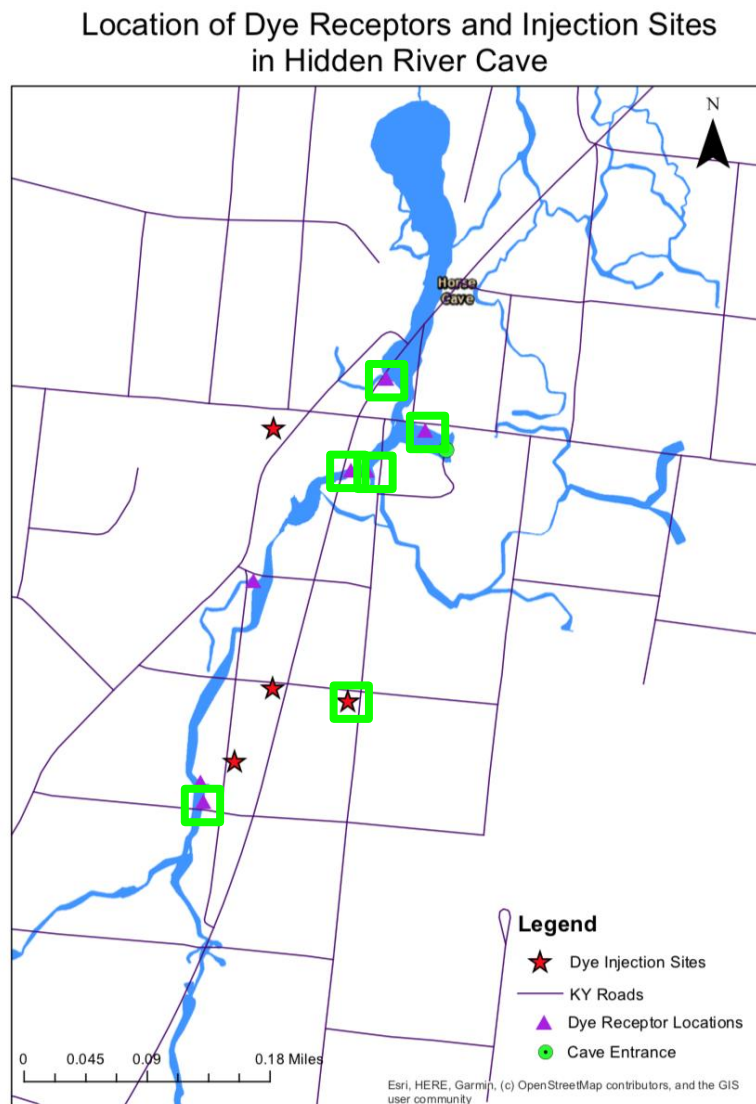 Location of Dye Receptors and Injection Sites
in Hidden River Cave
N
Horse
Cave
Legend
Dye Injection Sites
KY Roads
Dye Receptor Locations
Cave Entrance
0 0.045 0.09 0.18 Miles
Esri, HERE, Garmin, (c) OpenStreetMap contributors, and the GIS
user community